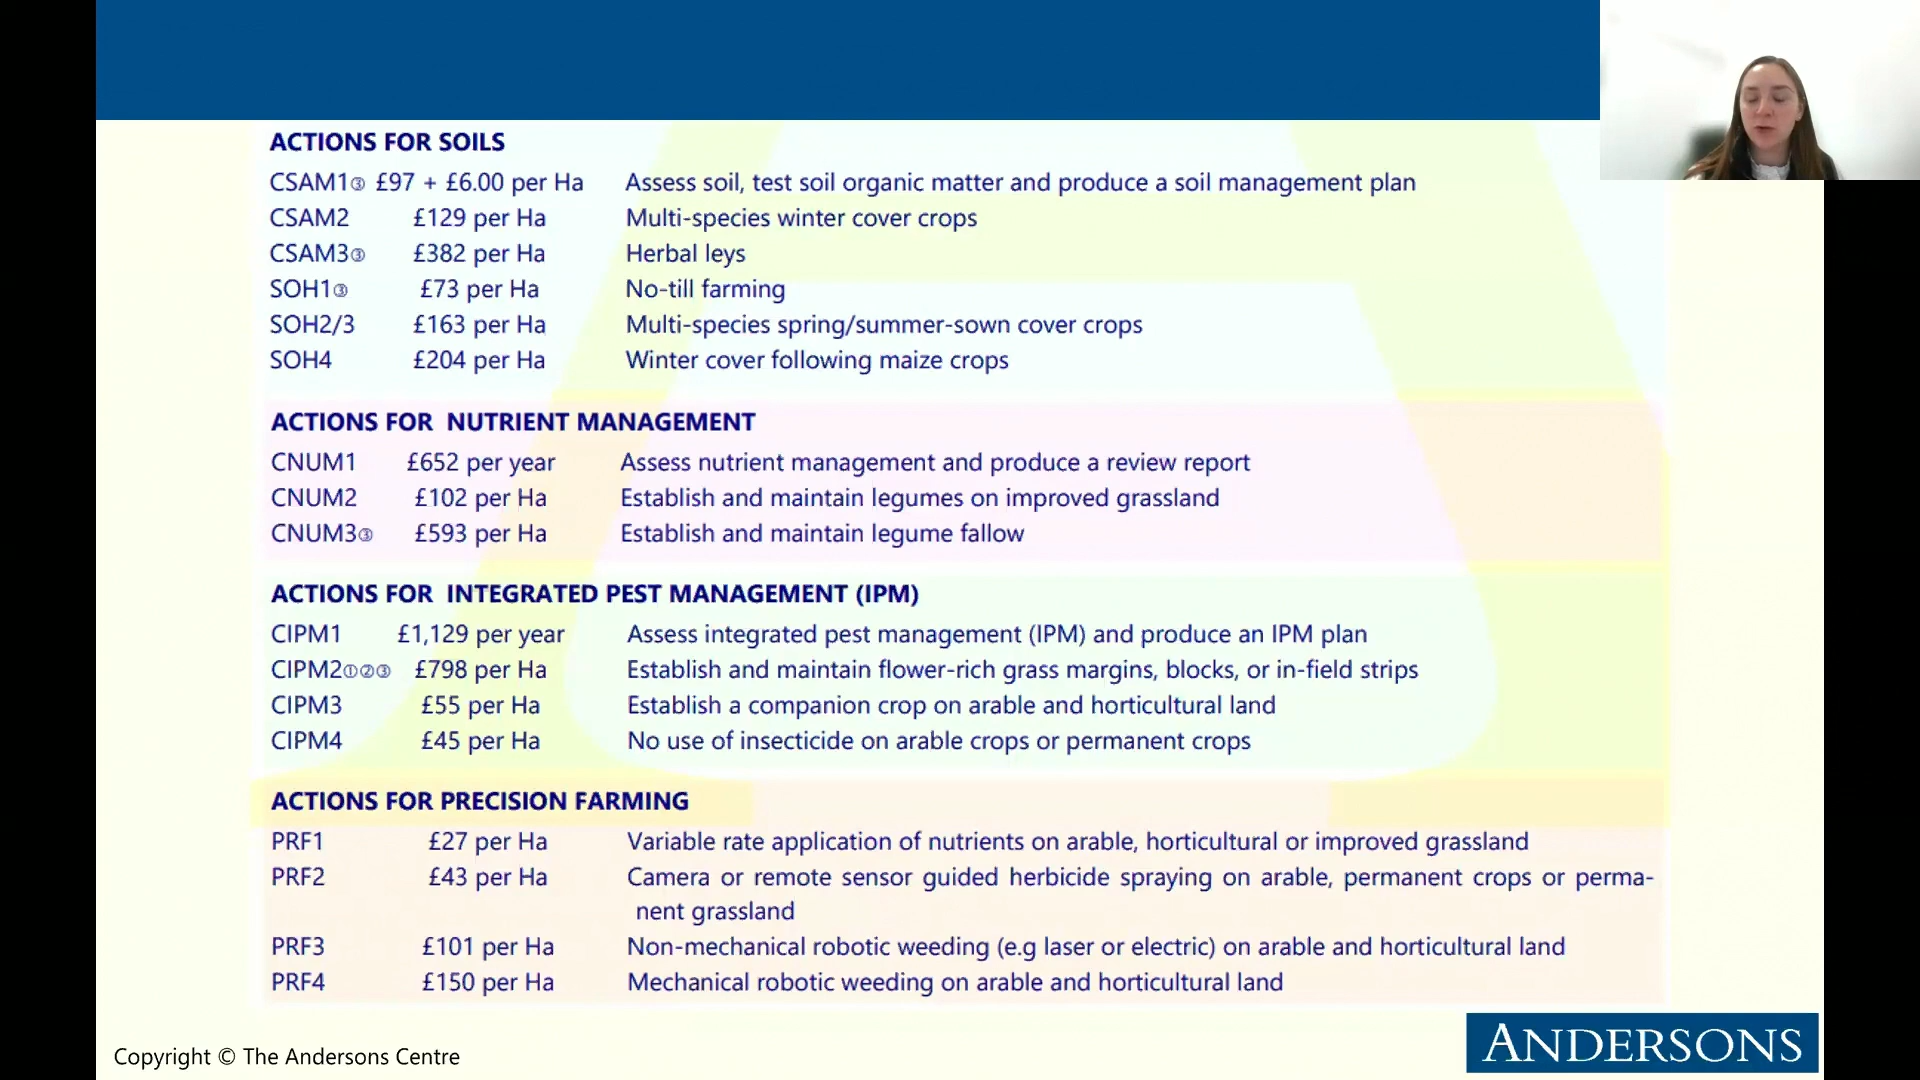 ACTIONS FOR SOILS
CSAM1③ £97 + £6.00 per Ha Assess soil, test soil organic matter and produce a soil management plan
CSAM2 £129 per Ha Multi-species winter cover crops
CSAM3③ £382 per Ha Herbal leys
SOH1③ £73 per Ha No-till farming
SOH2/3 £163 per Ha Multi-species spring/summer-sown cover crops
SOH4 £204 per Ha Winter cover following maize crops
ACTIONS FOR NUTRIENT MANAGEMENT
CNUM1 £652 per year Assess nutrient management and produce a review report
CNUM2 £102 per Ha Establish and maintain legumes on improved grassland
CNUM3③ £593 per Ha Establish and maintain legume fallow
ACTIONS FOR INTEGRATED PEST MANAGEMENT (IPM)
CIPM1 £1,129 per year Assess integrated pest management (IPM) and produce an IPM plan
CIPM2①②③ £798 per Ha Establish and maintain flower-rich grass margins, blocks, or in-field strips
CIPM3 £55 per Ha Establish a companion crop on arable and horticultural land
CIPM4 £45 per Ha No use of insecticide on arable crops or permanent crops
ACTIONS FOR PRECISION FARMING
PRF1 £27 per Ha Variable rate application of nutrients on arable, horticultural or improved grassland
PRF2 £43 per Ha Camera or remote sensor guided herbicide spraying on arable, permanent crops or perma-
nent grassland
PRF3 £101 per Ha Non-mechanical robotic weeding (e.g laser or electric) on arable and horticultural land
PRF4 £150 per Ha Mechanical robotic weeding on arable and horticultural land
Copyright © The Andersons Centre
ANDERSONS